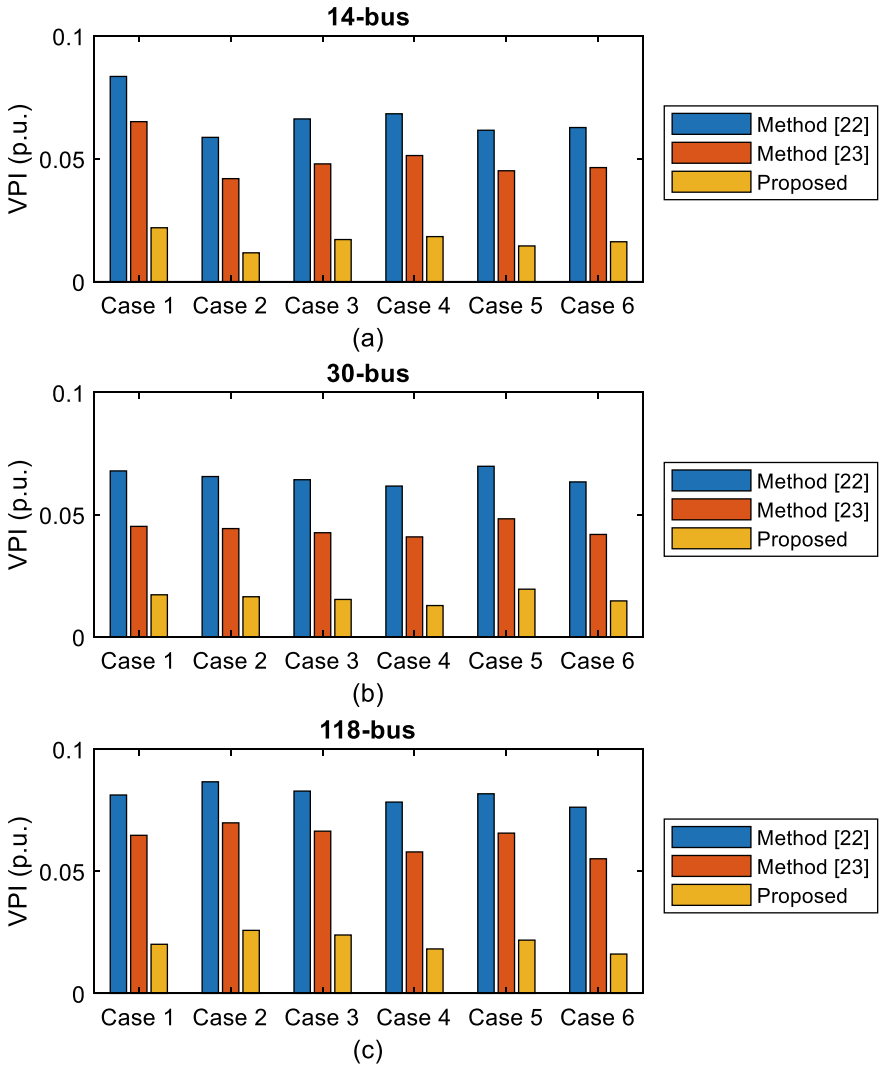 14-bus
0.1
0.05
0
VPI (p.u.)
Case 1 Case 2 Case 3 Case 4 Case 5 Case 6
(a)
Method [22]
Method [23]
Proposed
30-bus
0.1
0.05
0
VPI (p.u.)
Case 1 Case 2 Case 3 Case 4 Case 5 Case 6
(b)
Method [22]
Method [23]
Proposed
118-bus
0.1
0.05
0
VPI (p.u.)
Case 1 Case 2 Case 3 Case 4 Case 5 Case 6
(c)
Method [22]
Method [23]
Proposed